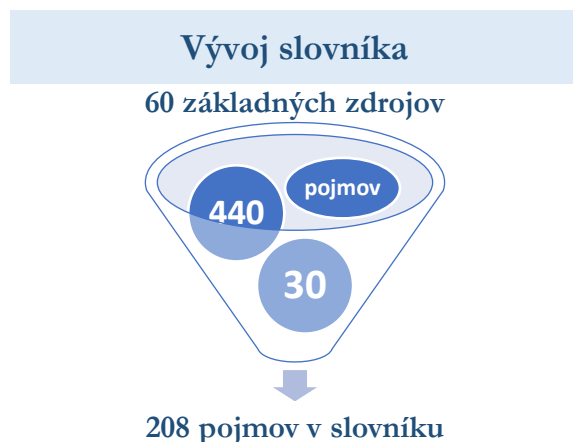 Vývoj slovníka
60 základných zdrojov
pojmov
440
30
208 pojmov v slovníku